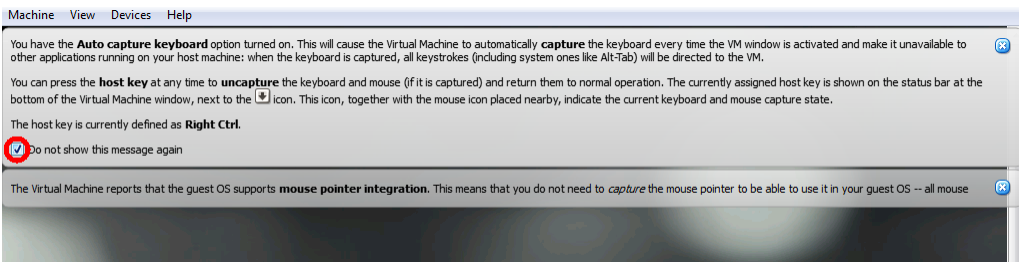 Machine View Devices Help
You have the Auto capture keyboard option turned on. This will cause the Virtual Machine to automatically capture the keyboard every time the VM window is activated and make it unavailable to
other applications running on your host machine: when the keyboard is captured, all keystrokes (including system ones like Alt-Tab) will be directed to the VM.
You can press the host key at any time to uncapture the keyboard and mouse (if it is captured) and return them to normal operation. The currently assigned host key is shown on the status bar at the
bottom of the Virtual Machine window, next to the icon. This icon, together with the mouse icon placed nearby, indicate the current keyboard and mouse capture state.
The host key is currently defined as Right Ctrl.
Do not show this message again
The Virtual Machine reports that the guest OS supports mouse pointer integration. This means that you do not need to capture the mouse pointer to be able to use it in your guest OS -- all mouse